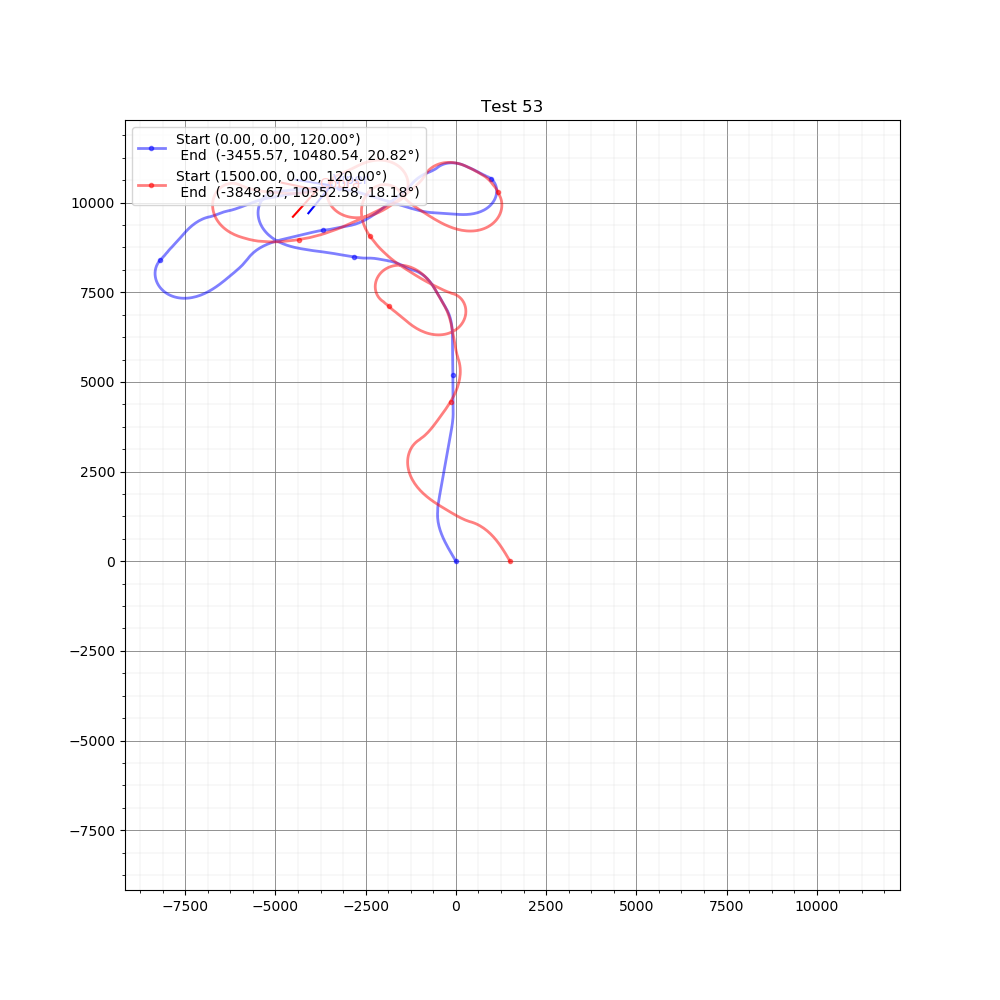 Test 53
Start (0.00, 0.00, 120.00°)
End (-3455.57, 10480.54, 20.82°)
Start (1500.00, 0.00, 120.00°)
End (-3848.67, 10352.58, 18.18°)
10000
7500
5000
2500
0
−2500
−5000
−7500
−7500 −5000 −2500 0 2500 5000 7500 10000